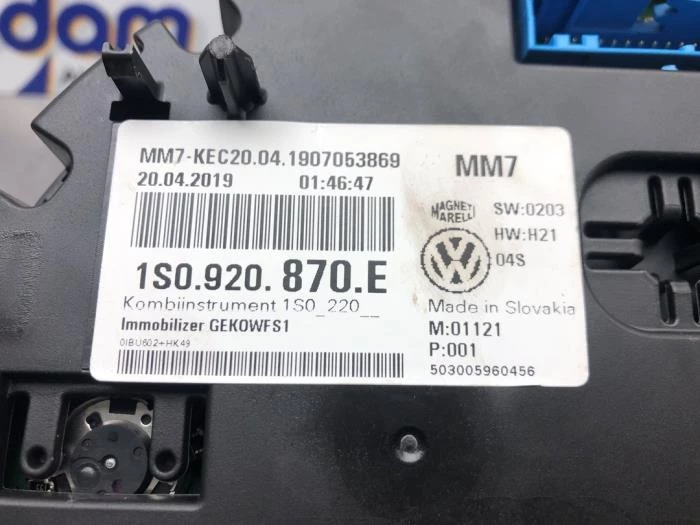 dam
MM7-KEC20.04.1907053869
MM7
20.04.2019 01:46:47
MAGNETI MARELLI
SW:0203
HW:H21
04S
1S0.920.870.E
Kombiinstrument 1S0_220__
Made in Slovakia
Immobilizer GEKOWFS1
M:01121
0IBU602+HK49
P:001
503005960456